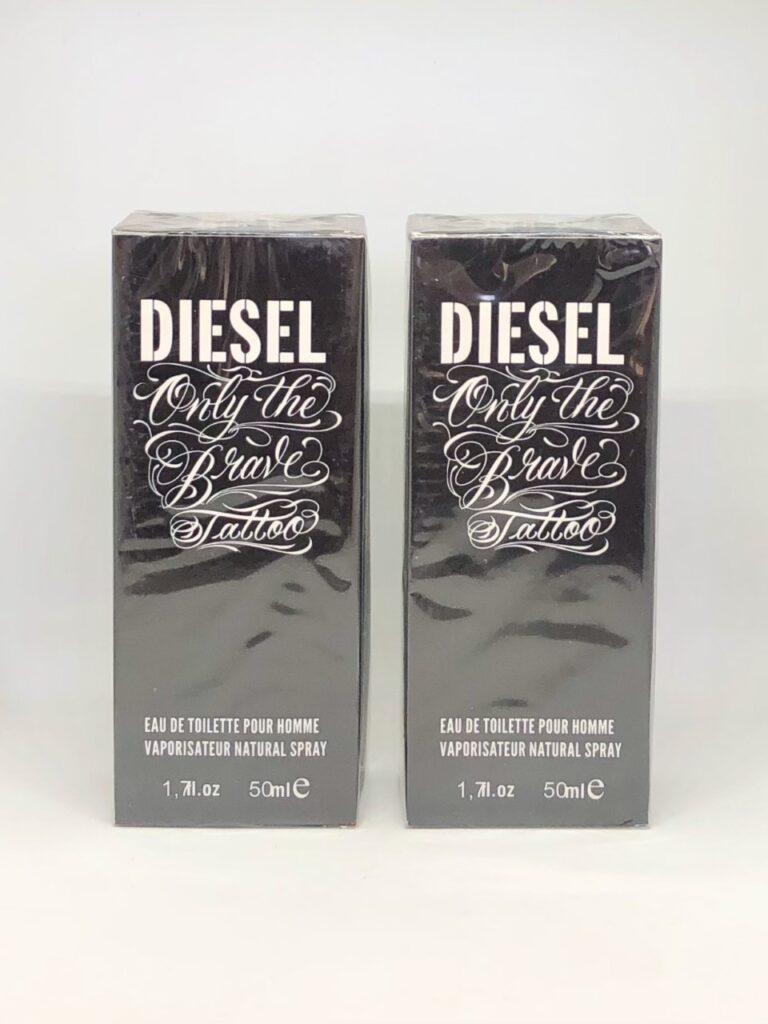 DIESEL
Only the
Brave
Tattoo
EAU DE TOILETTE POUR HOMME
VAPORISATEUR NATURAL SPRAY
1,7fl.oz 50ml e
DIESEL
Only the
Brave
Tattoo
EAU DE TOILETTE POUR HOMME
VAPORISATEUR NATURAL SPRAY
1,7fl.oz 50ml e